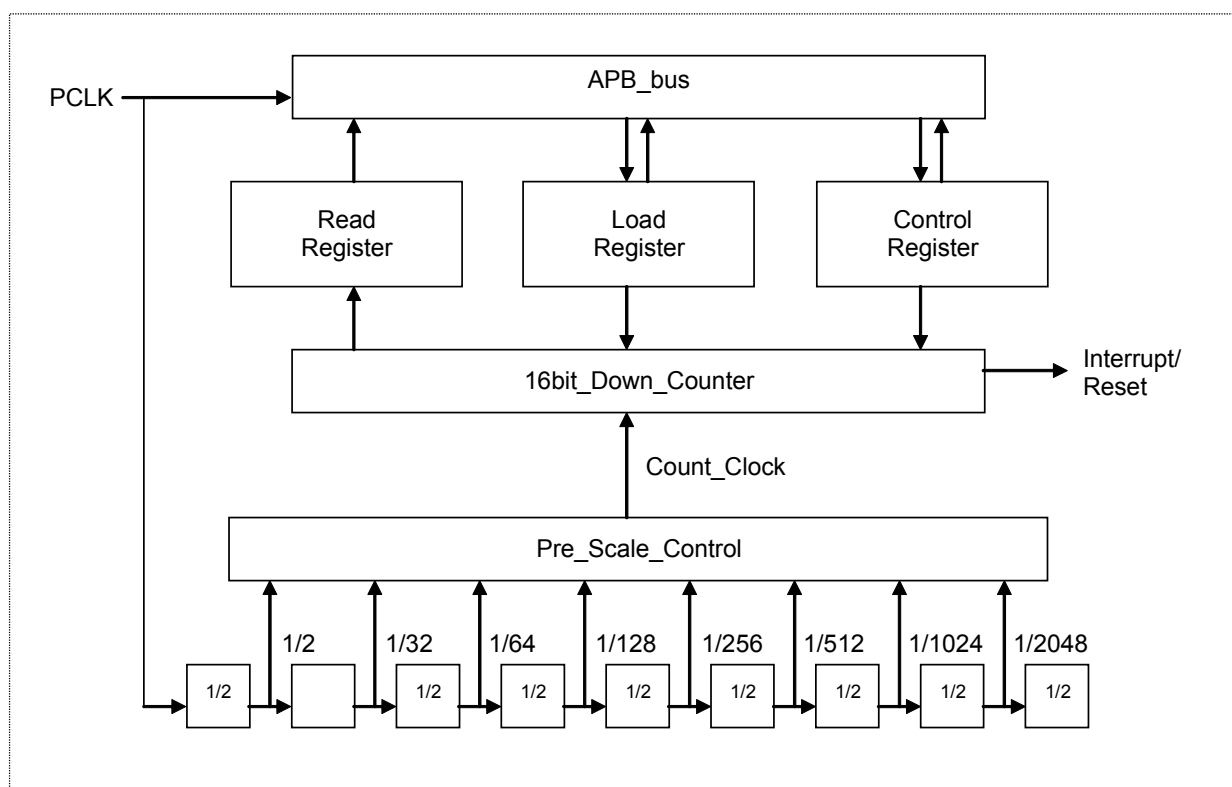 APB_bus
PCLK
Read
Register
Load
Register
Control
Register
16bit_Down_Counter
Interrupt/
Reset
Count_Clock
Pre_Scale_Control
1/2 1/32 1/64 1/128 1/256 1/512 1/1024 1/2048
1/2 1/2 1/2 1/2 1/2 1/2 1/2 1/2